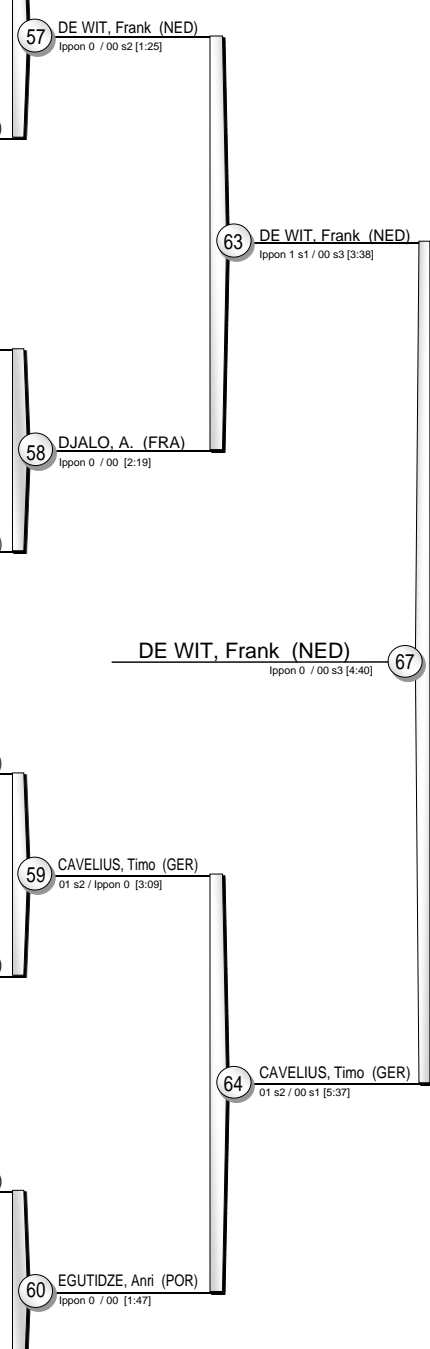 57
DE WIT, Frank (NED)
Ippon 0 / 00 s2 [1:25]
63
DE WIT, Frank (NED)
Ippon 1 s1 / 00 s3 [3:38]
58
DJALO, A. (FRA)
Ippon 0 / 00 [2:19]
DE WIT, Frank (NED)
Ippon 0 / 00 s3 [4:40]
67
59
CAVELIUS, Timo (GER)
01 s2 / Ippon 0 [3:09]
64
CAVELIUS, Timo (GER)
01 s2 / 00 s1 [5:37]
60
EGUTIDZE, Anri (POR)
Ippon 0 / 00 [1:47]